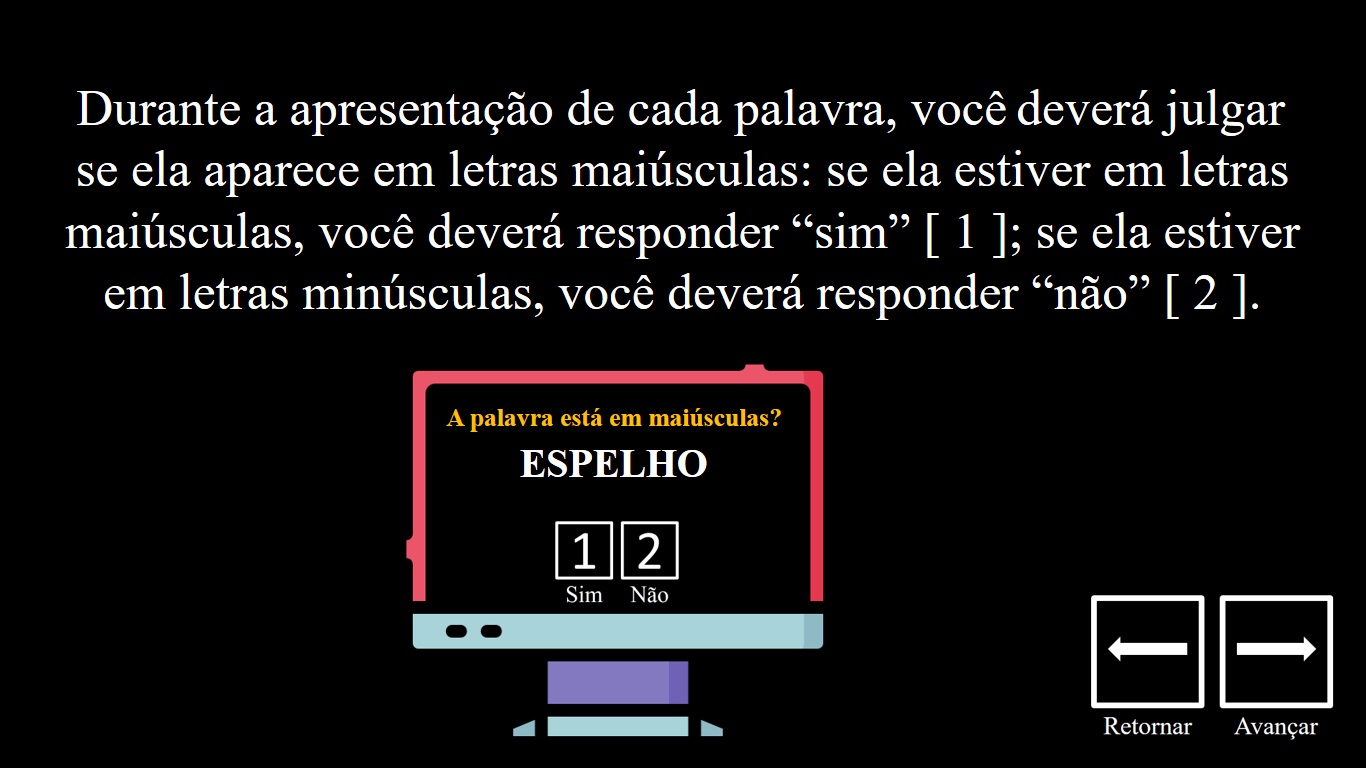 Durante a apresentação de cada palavra, você deverá julgar
se ela aparece em letras maiúsculas: se ela estiver em letras
maiúsculas, você deverá responder “sim” [ 1 ]; se ela estiver
em letras minúsculas, você deverá responder “não” [ 2 ].
A palavra está em maiúsculas?
ESPELHO
1 2
Sim Não
Retornar Avançar